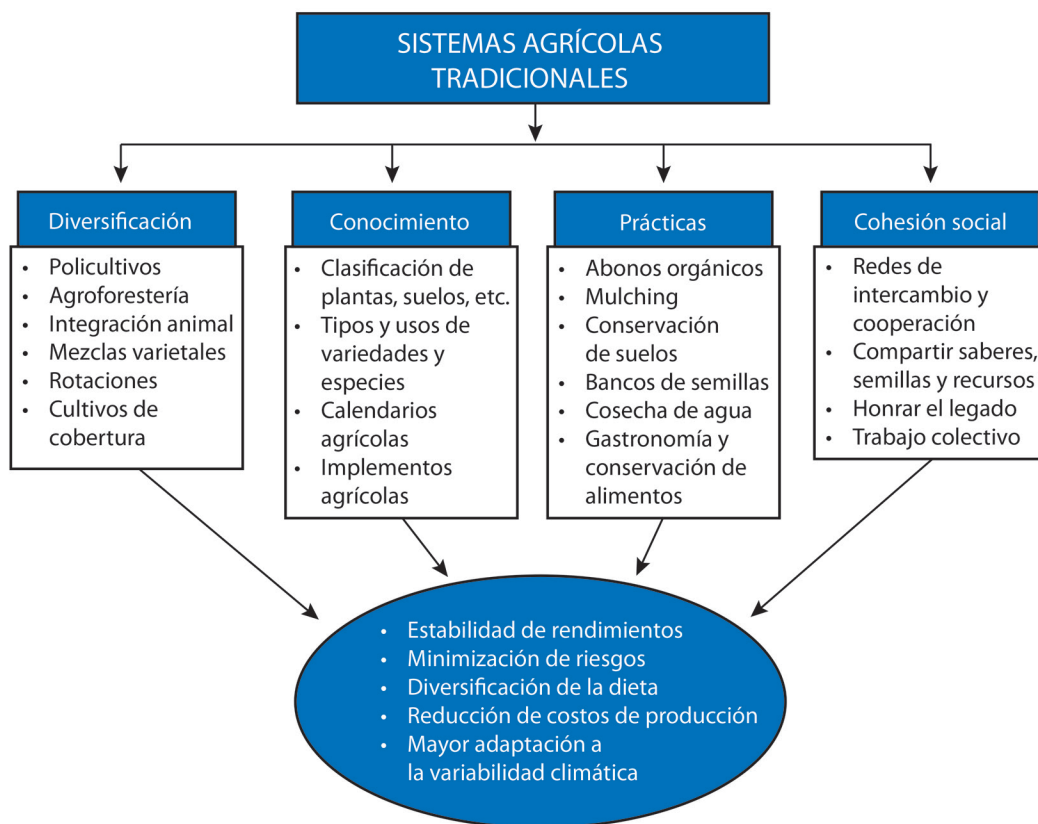 SISTEMAS AGRÍCOLAS
TRADICIONALES
Diversificación
• Policultivos
• Agroforestería
• Integración animal
• Mezclas varietales
• Rotaciones
• Cultivos de
cobertura
Conocimiento
• Clasificación de
plantas, suelos, etc.
• Tipos y usos de
variedades y
especies
• Calendarios
agrícolas
• Implementos
agrícolas
Prácticas
• Abonos orgánicos
• Mulching
• Conservación
de suelos
• Bancos de semillas
• Cosecha de agua
• Gastronomía y
conservación de
alimentos
Cohesión social
• Redes de
intercambio y
cooperación
• Compartir saberes,
semillas y recursos
• Honrar el legado
• Trabajo colectivo
• Estabilidad de rendimientos
• Minimización de riesgos
• Diversificación de la dieta
• Reducción de costos de producción
• Mayor adaptación a
la variabilidad climática